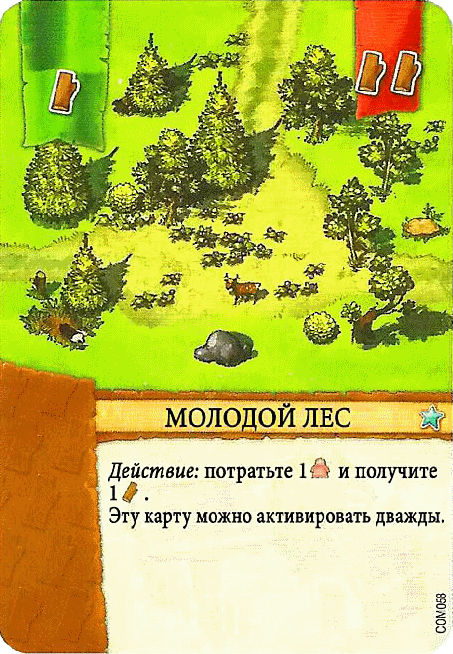 МОЛОДОЙ ЛЕС
Действие: потратьте 1 и получите
1 .
Эту карту можно активировать дважды.
CON058